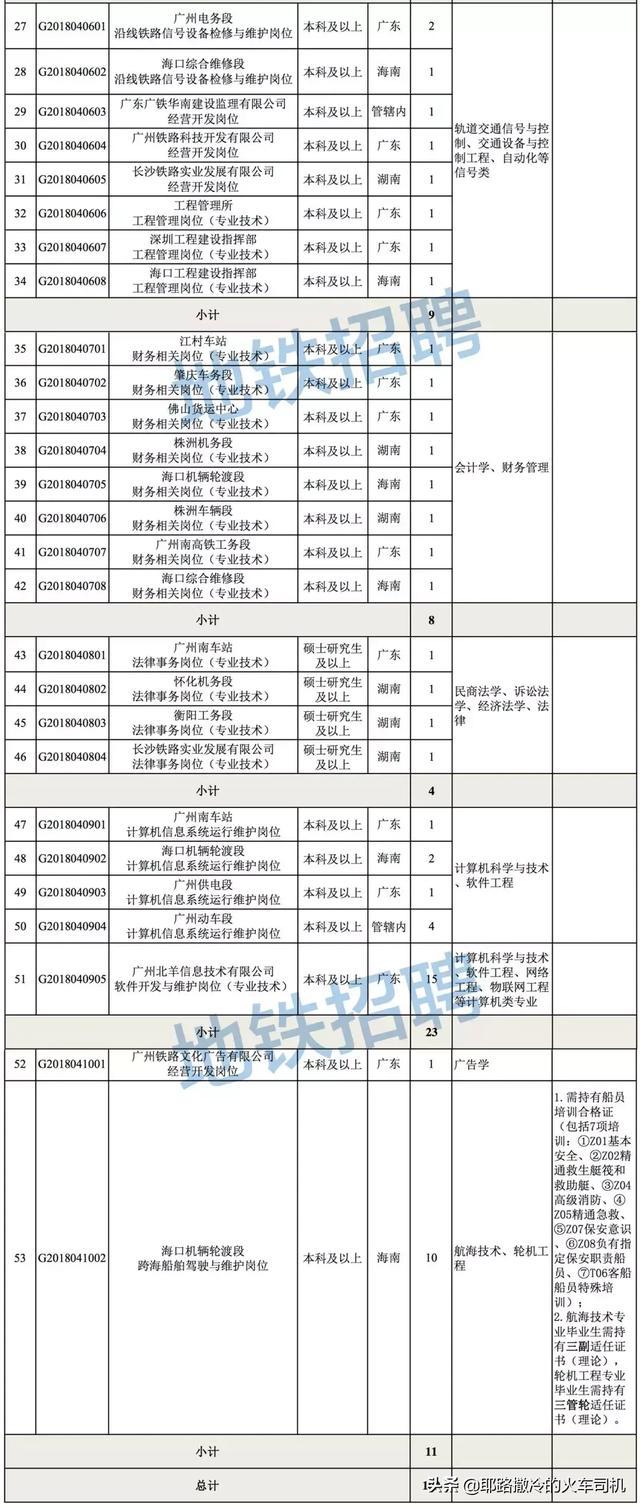 27 G2018040601 广州电务段 沿线铁路信号设备检修与维护岗位 本科及以上 广东 2
28 G2018040602 海口综合维修段 沿线铁路信号设备检修与维护岗位 本科及以上 海南 1
29 G2018040603 广东广铁华南建设监理有限公司 经营开发岗位 本科及以上 管辖内 1
30 G2018040604 广州铁路科技开发有限公司 经营开发岗位 本科及以上 广东 1
31 G2018040605 长沙铁路实业发展有限公司 经营开发岗位 本科及以上 湖南 1
32 G2018040606 工程管理所 工程管理岗位（专业技术） 本科及以上 广东 1
33 G2018040607 深圳工程建设指挥部 工程管理岗位（专业技术） 本科及以上 广东 1
34 G2018040608 海口工程建设指挥部 工程管理岗位（专业技术） 本科及以上 海南 1
轨道交通信号与控
制、交通设备与控
制工程、自动化等
信号类
小计 9
35 G2018040701 江村车站 财务相关岗位（专业技术） 本科及以上 广东 1
36 G2018040702 肇庆车务段 财务相关岗位（专业技术） 本科及以上 广东 1
37 G2018040703 佛山货运中心 财务相关岗位（专业技术） 本科及以上 广东 1
38 G2018040704 株洲机务段 财务相关岗位（专业技术） 本科及以上 湖南 1
39 G2018040705 海口机辆轮渡段 财务相关岗位（专业技术） 本科及以上 海南 1
40 G2018040706 株洲车辆段 财务相关岗位（专业技术） 本科及以上 湖南 1
41 G2018040707 广州南高铁工务段 财务相关岗位（专业技术） 本科及以上 广东 1
42 G2018040708 海口综合维修段 财务相关岗位（专业技术） 本科及以上 海南 1
会计学、财务管理
地铁招聘
小计 8
43 G2018040801 广州南车站 法律事务岗位（专业技术） 硕士研究生及以上 广东 1
44 G2018040802 怀化机务段 法律事务岗位（专业技术） 硕士研究生及以上 湖南 1
45 G2018040803 衡阳工务段 法律事务岗位（专业技术） 硕士研究生及以上 湖南 1
46 G2018040804 长沙铁路实业发展有限公司 法律事务岗位（专业技术） 硕士研究生及以上 湖南 1
民商法学、诉讼法
学、经济法学、法
律
小计 4
47 G2018040901 广州南车站 计算机信息系统运行维护岗位 本科及以上 广东 1
48 G2018040902 海口机辆轮渡段 计算机信息系统运行维护岗位 本科及以上 海南 2
49 G2018040903 广州供电段 计算机信息系统运行维护岗位 本科及以上 广东 1
50 G2018040904 广州动车段 计算机信息系统运行维护岗位 本科及以上 管辖内 4
计算机科学与技术
、软件工程
51 G2018040905 广州北羊信息技术有限公司 软件开发与维护岗位（专业技术） 本科及以上 广东 15
计算机科学与技术
、软件工程、网络
工程、物联网工程
等计算机类专业
地铁招聘
小计 23
52 G2018041001 广州铁路文化广告有限公司 经营开发岗位 本科及以上 广东 1 广告学
53 G2018041002 海口机辆轮渡段 跨海船舶驾驶与维护岗位 本科及以上 海南 10
航海技术、轮机工
程
1.需持有船员
培训合格证
（包括7项培
训：①Z01基本
安全、②Z02精
通救生艇筏和
救助艇、③Z04
高级消防、④
Z05精通急救、
⑤Z07保安意识
、⑥Z08负有指
定保安职责船
员、⑦T06客船
船员特殊培
训）；
2.航海技术专
业毕业生需持
有三副适任证
书（理论），
轮机工程专业
毕业生需持有
三管轮适任证
书（理论）。
小计 11
总计
头条 @耶路撒冷的火车司机